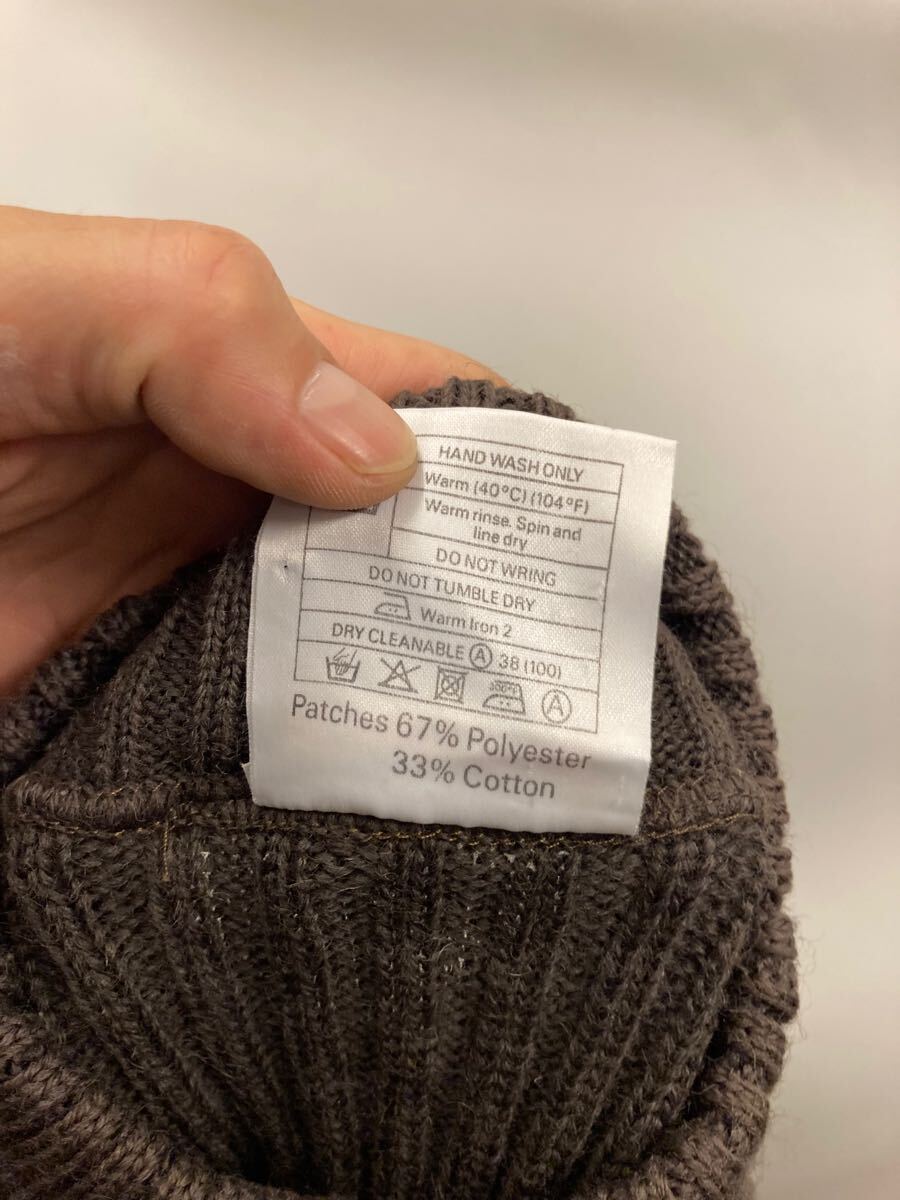 HAND WASH ONLY
Warm (40°C) (104°F)
Warm rinse. Spin and
line dry
DO NOT WRING
DO NOT TUMBLE DRY
Warm Iron 2
DRY CLEANABLE Ⓐ 38 (100)
Ⓐ
Patches 67% Polyester
33% Cotton